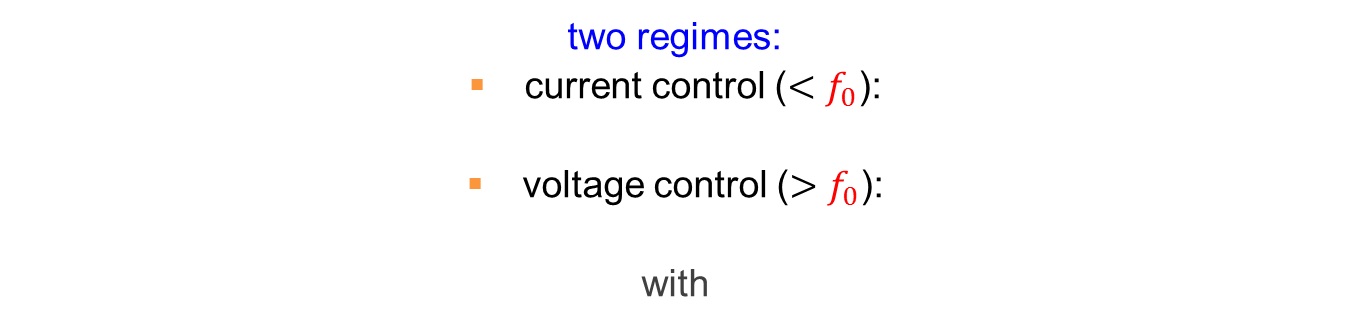 two regimes:
▪ current control (< f₀):
▪ voltage control (> f₀):
with